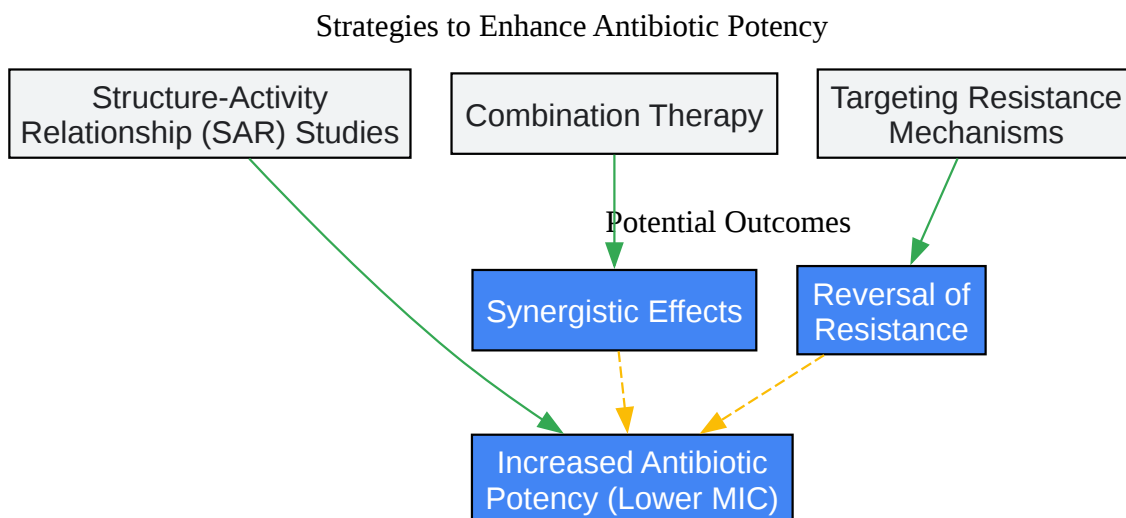 Strategies to Enhance Antibiotic Potency
Structure-Activity
Relationship (SAR) Studies
Combination Therapy
Targeting Resistance
Mechanisms
Potential Outcomes
Synergistic Effects
Reversal of
Resistance
Increased Antibiotic
Potency (Lower MIC)